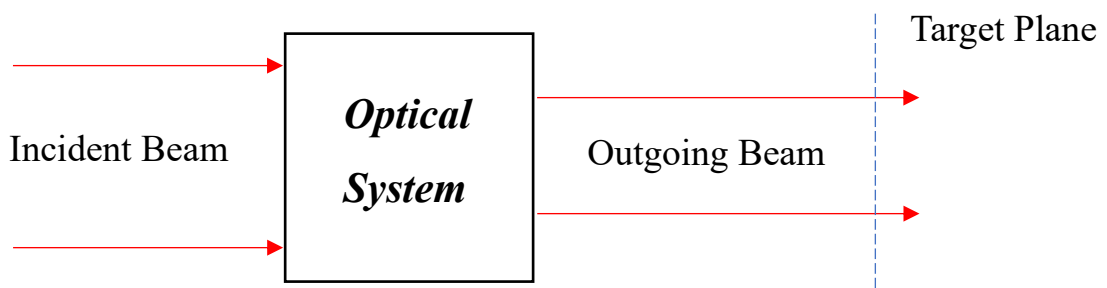 Target Plane
Optical
Incident Beam
Outgoing Beam
System